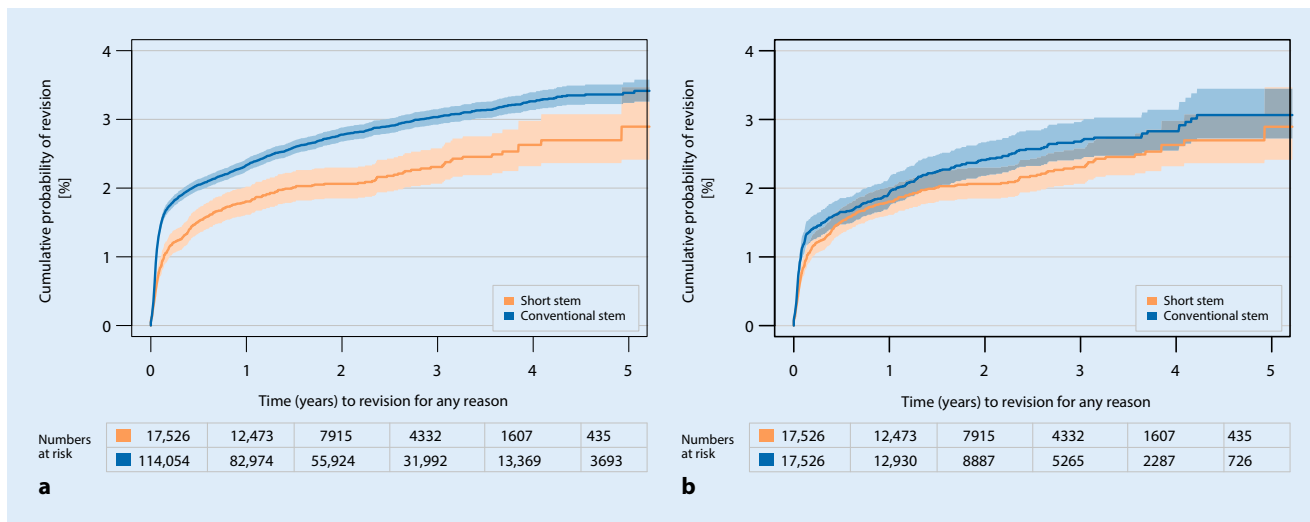 4
3
2
1
0
Cumulative probability of revision
[%]
Short stem
Conventional stem
0 1 2 3 4 5
Time (years) to revision for any reason
Numbers
at risk
17,526 12,473 7915 4332 1607 435
114,054 82,974 55,924 31,992 13,369 3693
a
4
3
2
1
0
Cumulative probability of revision
[%]
Short stem
Conventional stem
0 1 2 3 4 5
Time (years) to revision for any reason
Numbers
at risk
17,526 12,473 7915 4332 1607 435
17,526 12,930 8887 5265 2287 726
b